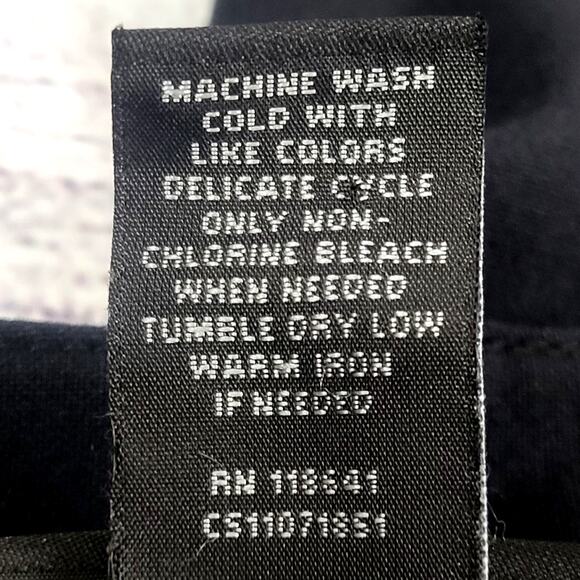 MACHINE WASH
COLD WITH
LIKE COLORS
DELICATE CYCLE
ONLY NON-
CHLORINE BLEACH
WHEN NEEDED
TUMBLE DRY LOW
WARM IRON
IF NEEDED
RN 118641